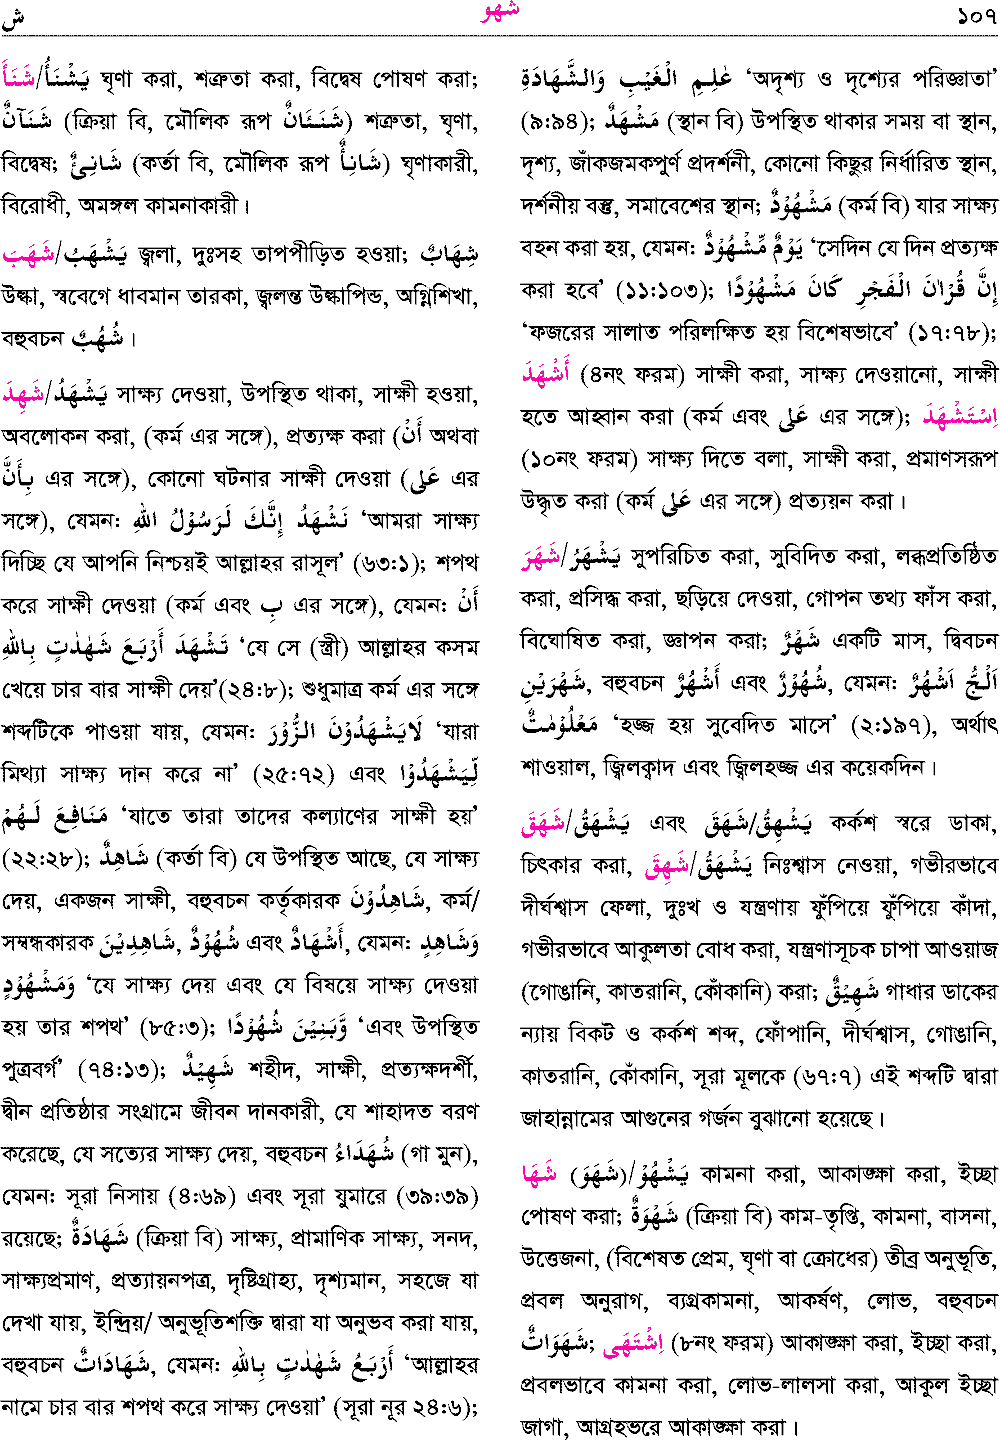 ش شهو ১০৭
شَنَأَ/يَشْنَأُ ঘৃণা করা, শত্রুতা করা, বিদ্বেষ পোষণ করা;
شَنَآنٌ (ক্রিয়া বি, মৌলিক রূপ شَنَـَٔانٌ) শত্রুতা, ঘৃণা,
বিদ্বেষ; شَانِئٌ (কর্তা বি, মৌলিক রূপ شَانِأٌ) ঘৃণাকারী,
বিরোধী, অমঙ্গল কামনাকারী।
شَهَبَ/يَشْهَبُ জ্বলা, দুঃসহ তাপপীড়িত হওয়া; شِهَابٌ
উল্কা, স্ববেগে ধাবমান তারকা, জ্বলন্ত উল্কাপিন্ড, অগ্নিশিখা,
বহুবচন شُهُبٌ ।
شَهِدَ/يَشْهَدُ সাক্ষ্য দেওয়া, উপস্থিত থাকা, সাক্ষী হওয়া,
অবলোকন করা, (কর্ম এর সঙ্গে), প্রত্যক্ষ করা (أَنْ অথবা
بِأَنَّ এর সঙ্গে), কোনো ঘটনার সাক্ষী দেওয়া (عَلٰى এর
সঙ্গে), যেমন: نَشْهَدُ إِنَّكَ لَرَسُوْلُ اللهِ ‘আমরা সাক্ষ্য
দিচ্ছি যে আপনি নিশ্চয়ই আল্লাহর রাসূল’ (৬৩:১); শপথ
করে সাক্ষী দেওয়া (কর্ম এবং بِ এর সঙ্গে), যেমন: أَنْ
تَشْهَدَ أَرْبَعَ شَهٰدٰتٍ بِاللهِ ‘যে সে (স্ত্রী) আল্লাহর কসম
খেয়ে চার বার সাক্ষী দেয়’(২৪:৮); শুধুমাত্র কর্ম এর সঙ্গে
শব্দটিকে পাওয়া যায়, যেমন: لَايَشْهَدُوْنَ الزُّوْرَ ‘যারা
মিথ্যা সাক্ষ্য দান করে না’ (২৫:৭২) এবং لِّيَشْهَدُوْا
مَنَافِعَ لَهُمْ ‘যাতে তারা তাদের কল্যাণের সাক্ষী হয়’
(২২:২৮); شَاهِدٌ (কর্তা বি) যে উপস্থিত আছে, যে সাক্ষ্য
দেয়, একজন সাক্ষী, বহুবচন কর্তৃকারক شَاهِدُوْنَ, কর্ম/
সম্বন্ধকারক شَاهِدِيْنَ, شُهُوْدٌ এবং أَشْهَادٌ, যেমন: وَشَاهِدٍ
وَمَشْهُوْدٍ ‘যে সাক্ষ্য দেয় এবং যে বিষয়ে সাক্ষ্য দেওয়া
হয় তার শপথ’ (৮৫:৩); وَّبَنِيْنَ شُهُوْدًا ‘এবং উপস্থিত
পুত্রবর্গ’ (৭৪:১৩); شَهِيْدٌ শহীদ, সাক্ষী, প্রত্যক্ষদর্শী,
দ্বীন প্রতিষ্ঠার সংগ্রামে জীবন দানকারী, যে শাহাদত বরণ
করেছে, যে সত্যের সাক্ষ্য দেয়, বহুবচন شُهَدَاءُ (গা মুন),
যেমন: সূরা নিসায় (৪:৬৯) এবং সূরা যুমারে (৩৯:৩৯)
রয়েছে; شَهَادَةٌ (ক্রিয়া বি) সাক্ষ্য, প্রামাণিক সাক্ষ্য, সনদ,
সাক্ষ্যপ্রমাণ, প্রত্যায়নপত্র, দৃষ্টিগ্রাহ্য, দৃশ্যমান, সহজে যা
দেখা যায়, ইন্দ্রিয়/ অনুভূতিশক্তি দ্বারা যা অনুভব করা যায়,
বহুবচন شَهَادَاتٌ, যেমন: أَرْبَعُ شَهٰدٰتٍ بِاللهِ ‘আল্লাহর
নামে চার বার শপথ করে সাক্ষ্য দেওয়া’ (সূরা নূর ২৪:৬);
عٰلِمِ الْغَيْبِ وَالشَّهَادَةِ ‘অদৃশ্য ও দৃশ্যের পরিজ্ঞাতা’
(৯:৯৪); مَشْهَدٌ (স্থান বি) উপস্থিত থাকার সময় বা স্থান,
দৃশ্য, জাঁকজমকপুর্ণ প্রদর্শনী, কোনো কিছুর নির্ধারিত স্থান,
দর্শনীয় বস্তু, সমাবেশের স্থান; مَشْهُوْدٌ (কর্ম বি) যার সাক্ষ্য
বহন করা হয়, যেমন: يَوْمٌ مَّشْهُوْدٌ ‘সেদিন যে দিন প্রত্যক্ষ
করা হবে’ (১১:১০৩); إِنَّ قُرْاٰنَ الْفَجْرِ كَانَ مَشْهُوْدًا
‘ফজরের সালাত পরিলক্ষিত হয় বিশেষভাবে’ (১৭:৭৮);
أَشْهَدَ (৪নং ফরম) সাক্ষী করা, সাক্ষ্য দেওয়ানো, সাক্ষী
হতে আহ্বান করা (কর্ম এবং عَلٰى এর সঙ্গে); اِسْتَشْهَدَ
(১০নং ফরম) সাক্ষ্য দিতে বলা, সাক্ষী করা, প্রমাণসরূপ
উদ্ধৃত করা (কর্ম عَلٰى এর সঙ্গে) প্রত্যয়ন করা।
شَهَرَ/يَشْهَرُ সুপরিচিত করা, সুবিদিত করা, লব্ধপ্রতিষ্ঠিত
করা, প্রসিদ্ধ করা, ছড়িয়ে দেওয়া, গোপন তথ্য ফাঁস করা,
বিঘোষিত করা, জ্ঞাপন করা; شَهْرٌ একটি মাস, দ্বিবচন
شَهْرَيْنِ, বহুবচন أَشْهُرٌ এবং شُهُوْرٌ, যেমন: اَلْحَجُّ اَشْهُرٌ
مَعْلُوْمٰتٌ ‘হজ্জ হয় সুবেদিত মাসে’ (২:১৯৭), অর্থাৎ
শাওয়াল, জ্বিলক্বাদ এবং জ্বিলহজ্জ এর কয়েকদিন।
شَهَقَ/يَشْهَقُ এবং شَهَقَ/يَشْهِقُ কর্কশ স্বরে ডাকা,
চিৎকার করা, شَهِقَ/يَشْهَقُ নিঃশ্বাস নেওয়া, গভীরভাবে
দীর্ঘশ্বাস ফেলা, দুঃখ ও যন্ত্রণায় ফুঁপিয়ে ফুঁপিয়ে কাঁদা,
গভীরভাবে আকুলতা বোধ করা, যন্ত্রণাসূচক চাপা আওয়াজ
(গোঙানি, কাতরানি, কোঁকানি) করা; شَهِيْقٌ গাধার ডাকের
ন্যায় বিকট ও কর্কশ শব্দ, ফোঁপানি, দীর্ঘশ্বাস, গোঙানি,
কাতরানি, কোঁকানি, সূরা মূলকে (৬৭:৭) এই শব্দটি দ্বারা
জাহান্নামের আগুনের গর্জন বুঝানো হয়েছে।
شَهَا (شَهَوَ)/يَشْهُوْ কামনা করা, আকাঙ্ক্ষা করা, ইচ্ছা
পোষণ করা; شَهْوَةٌ (ক্রিয়া বি) কাম-তৃপ্তি, কামনা, বাসনা,
উত্তেজনা, (বিশেষত প্রেম, ঘৃণা বা ক্রোধের) তীব্র অনুভূতি,
প্রবল অনুরাগ, ব্যগ্রকামনা, আকর্ষণ, লোভ, বহুবচন
شَهَوَاتٌ; اِشْتَهٰى (৮নং ফরম) আকাঙ্ক্ষা করা, ইচ্ছা করা,
প্রবলভাবে কামনা করা, লোভ-লালসা করা, আকুল ইচ্ছা
জাগা, আগ্রহভরে আকাঙ্ক্ষা করা।